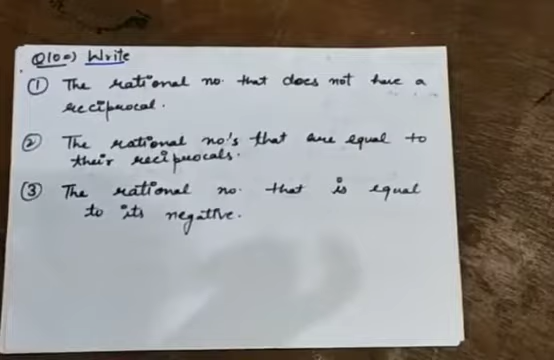 Q(10a) Write
① The rational no. that does not have a
reciprocal.
② The rational no's that are equal to
their reciprocals.
③ The rational no. that is equal
to its negative.